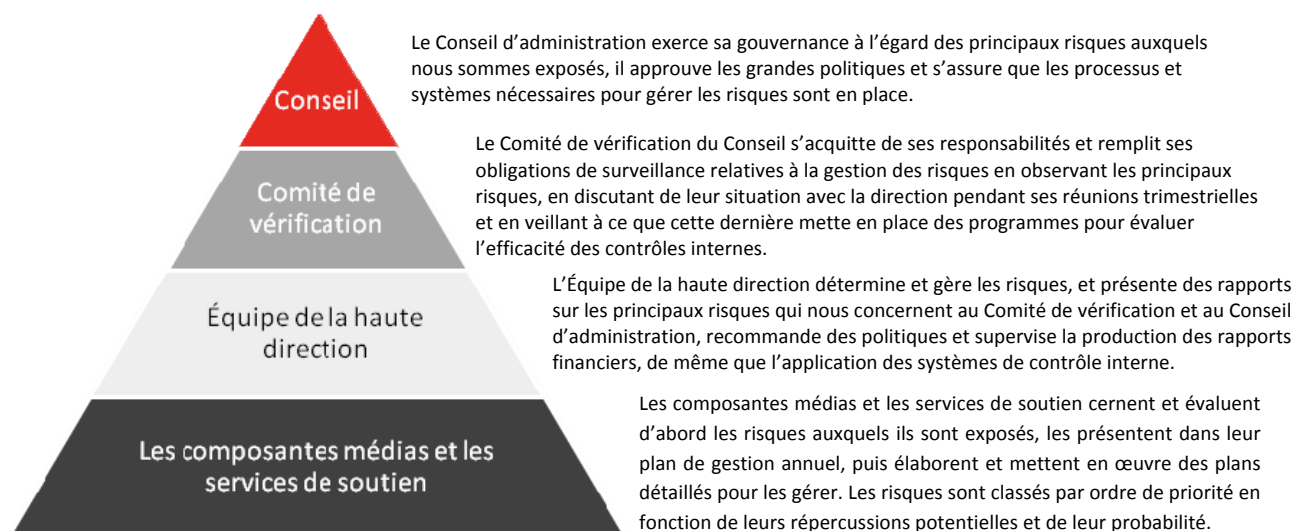 Conseil
Le Conseil d’administration exerce sa gouvernance à l’égard des principaux risques auxquels
nous sommes exposés, il approuve les grandes politiques et s’assure que les processus et
systèmes nécessaires pour gérer les risques sont en place.
Comité de
vérification
Le Comité de vérification du Conseil s’acquitte de ses responsabilités et remplit ses
obligations de surveillance relatives à la gestion des risques en observant les principaux
risques, en discutant de leur situation avec la direction pendant ses réunions trimestrielles
et en veillant à ce que cette dernière mette en place des programmes pour évaluer
l’efficacité des contrôles internes.
Équipe de la haute
direction
L’Équipe de la haute direction détermine et gère les risques, et présente des rapports
sur les principaux risques qui nous concernent au Comité de vérification et au Conseil
d’administration, recommande des politiques et supervise la production des rapports
financiers, de même que l’application des systèmes de contrôle interne.
Les composantes médias et les
services de soutien
Les composantes médias et les services de soutien cernent et évaluent
d’abord les risques auxquels ils sont exposés, les présentent dans leur
plan de gestion annuel, puis élaborent et mettent en œuvre des plans
détaillés pour les gérer. Les risques sont classés par ordre de priorité en
fonction de leurs répercussions potentielles et de leur probabilité.